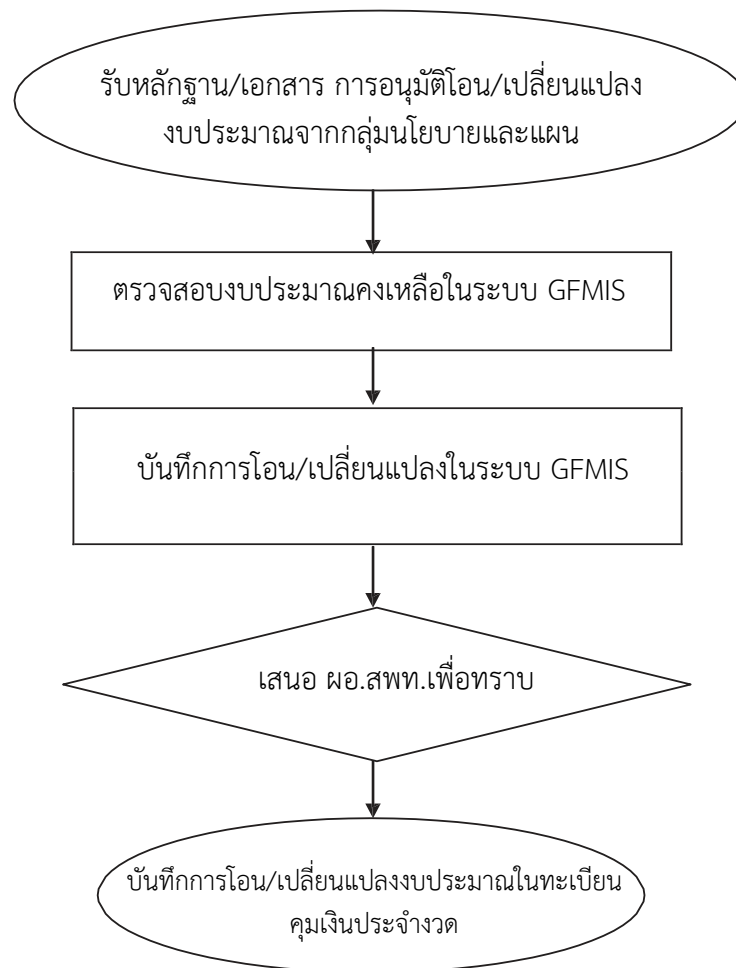 รับหลักฐาน/เอกสาร การอนุมัติโอน/เปลี่ยนแปลง
งบประมาณจากกลุ่มนโยบายและแผน
ตรวจสอบงบประมาณคงเหลือในระบบ GFMIS
บันทึกการโอน/เปลี่ยนแปลงในระบบ GFMIS
เสนอ ผอ.สพท.เพื่อทราบ
บันทึกการโอน/เปลี่ยนแปลงงบประมาณในทะเบียน
คุมเงินประจำงวด